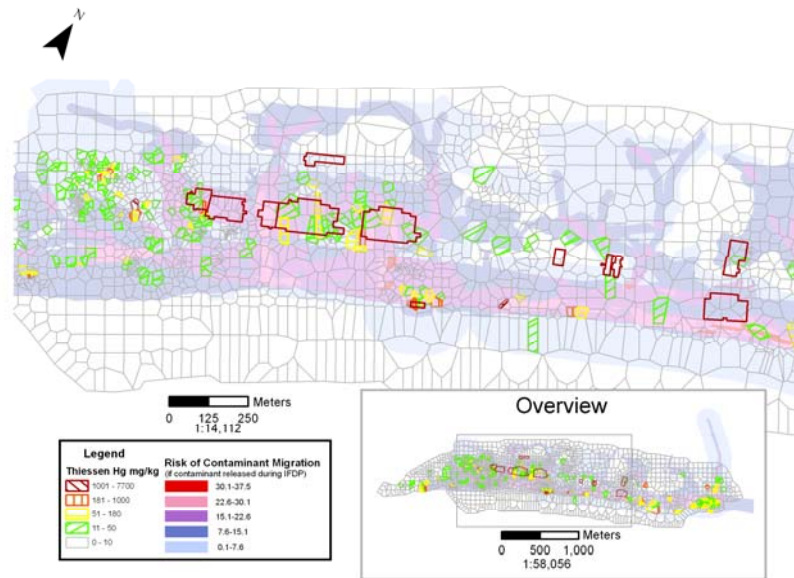 N
Meters
0 125 250
1:14,112
Legend
Thiessen Hg mg/kg
1001 - 7700
181 - 1000
51 - 180
11 - 50
0 - 10
Risk of Contaminant Migration
(if contaminant released during IFDP)
30.1-37.5
22.6-30.1
15.1-22.6
7.6-15.1
0.1-7.6
Overview
Meters
0 500 1,000
1:58,056